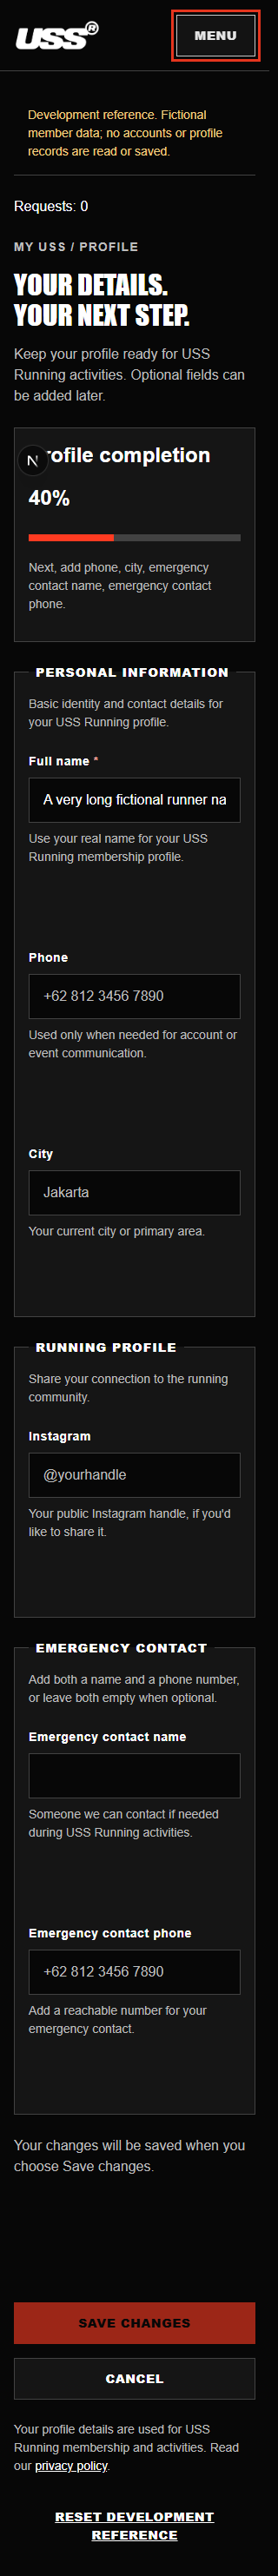 USS®
MENU
Development reference. Fictional
member data; no accounts or profile
records are read or saved.
Requests: 0
MY USS / PROFILE
YOUR DETAILS.
YOUR NEXT STEP.
Keep your profile ready for USS
Running activities. Optional fields can
be added later.
N
rofile completion
40%
Next, add phone, city, emergency
contact name, emergency contact
phone.
PERSONAL INFORMATION
Basic identity and contact details for
your USS Running profile.
Full name *
A very long fictional runner na
Use your real name for your USS
Running membership profile.
Phone
+62 812 3456 7890
Used only when needed for account or
event communication.
City
Jakarta
Your current city or primary area.
RUNNING PROFILE
Share your connection to the running
community.
Instagram
@yourhandle
Your public Instagram handle, if you'd
like to share it.
EMERGENCY CONTACT
Add both a name and a phone number,
or leave both empty when optional.
Emergency contact name
Someone we can contact if needed
during USS Running activities.
Emergency contact phone
+62 812 3456 7890
Add a reachable number for your
emergency contact.
Your changes will be saved when you
choose Save changes.
SAVE CHANGES
CANCEL
Your profile details are used for USS
Running membership and activities. Read
our privacy policy.
RESET DEVELOPMENT
REFERENCE